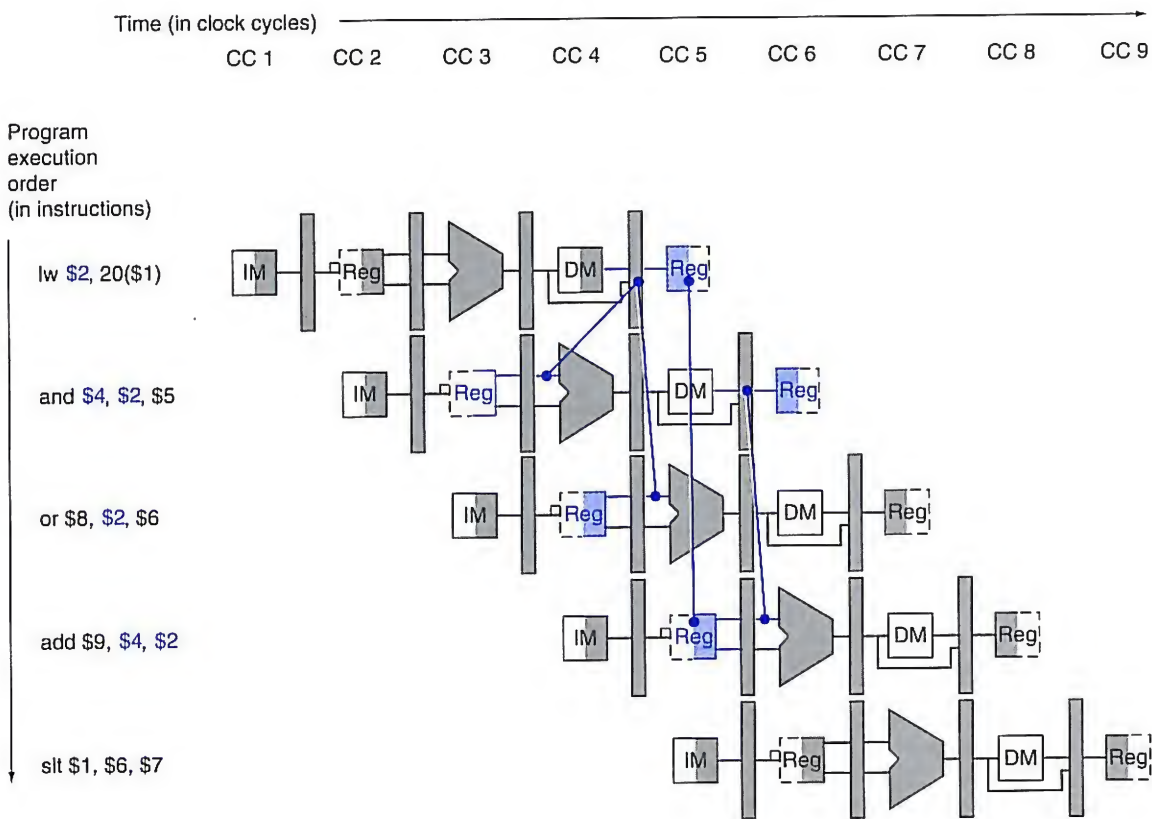 Time (in clock cycles)
CC 1 CC 2 CC 3 CC 4 CC 5 CC 6 CC 7 CC 8 CC 9
Program
execution
order
(in instructions)
lw $2, 20($1)
IM Reg DM Reg
and $4, $2, $5
IM Reg DM Reg
or $8, $2, $6
IM Reg DM Reg
add $9, $4, $2
IM Reg DM Reg
slt $1, $6, $7
IM Reg DM Reg